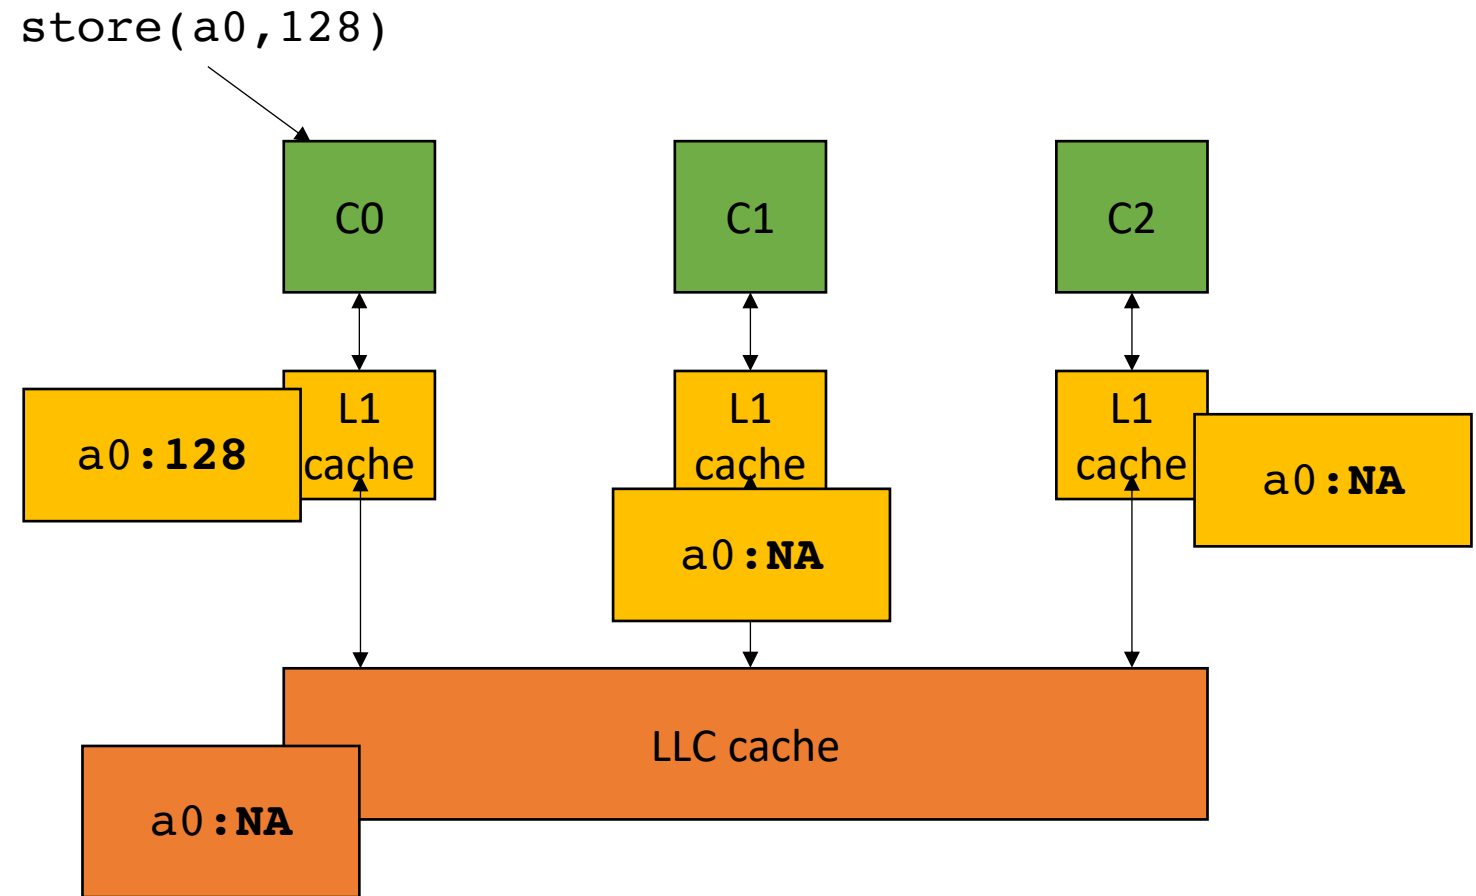 store(a0,128)
C0
C1
C2
L1
cache
L1
cache
L1
cache
a0:128
a0:NA
a0:NA
LLC cache
a0:NA